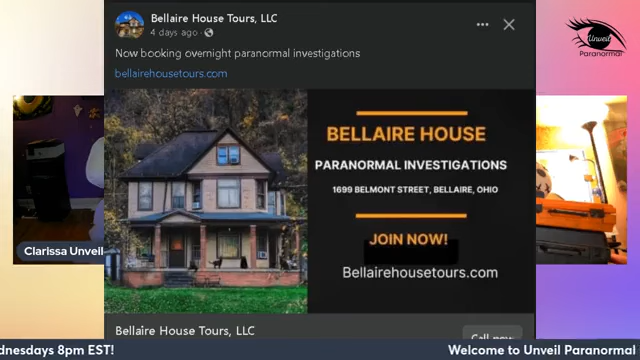 Bellaire House Tours, LLC
4 days ago ·
Now booking overnight paranormal investigations
bellairehousetours.com
Unveil
Paranormal
BELLAIRE HOUSE
PARANORMAL INVESTIGATIONS
1699 BELMONT STREET, BELLAIRE, OHIO
JOIN NOW!
Bellairehousetours.com
Clarissa Unveil
Bellaire House Tours, LLC
Call now
dnesdays 8pm EST!
Welcome to Unveil Paranormal